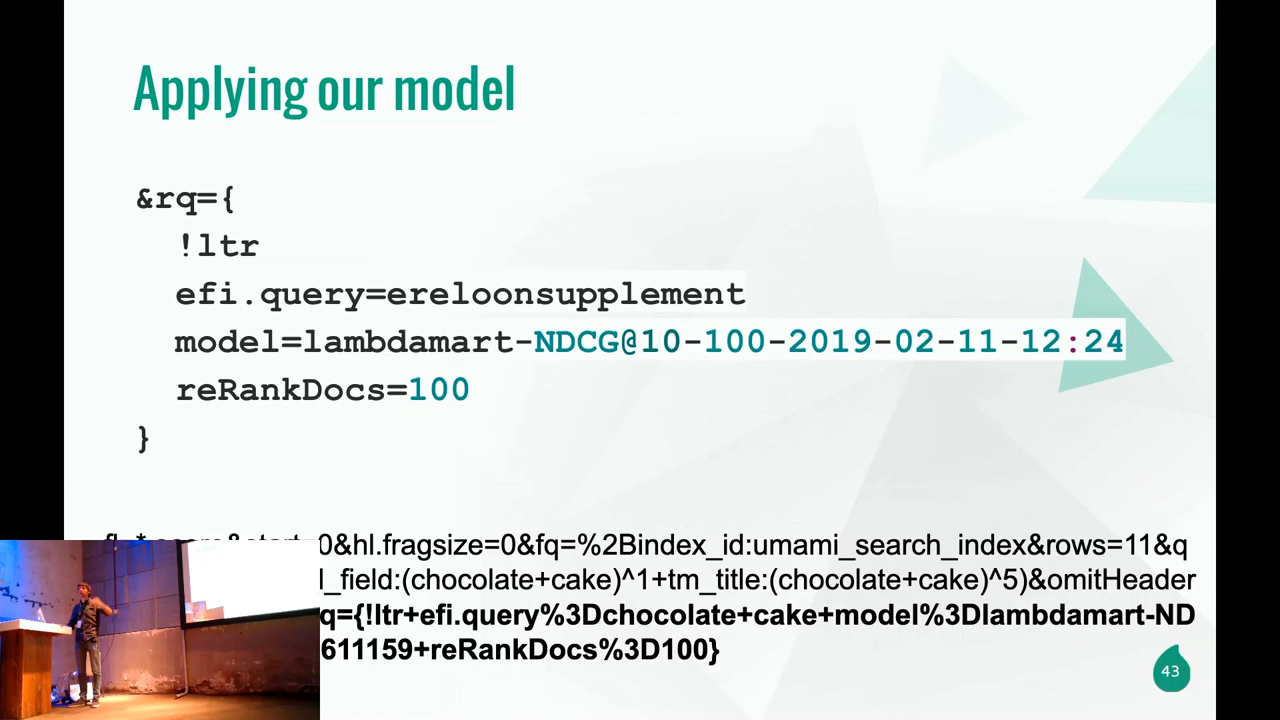 Applying our model
&rq={
!ltr
efi.query=ereloonsupplement
model=lambdamart-NDCG@10-100-2019-02-11-12:24
reRankDocs=100
}
0&hl.fragsize=0&fq=%2Bindex_id:umami_search_index&rows=11&q
l_field:(chocolate+cake)^1+tm_title:(chocolate+cake)^5)&omitHeader
q={!ltr+efi.query%3Dchocolate+cake+model%3Dlambdamart-ND
611159+reRankDocs%3D100}
43